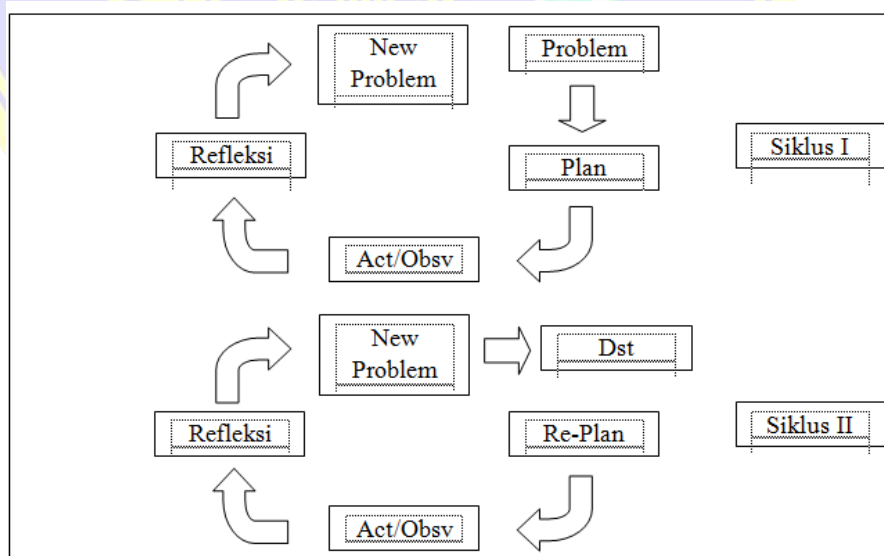 New
Problem
Problem
Refleksi
Plan
Siklus I
Act/Obsv
New
Problem
Dst
Refleksi
Re-Plan
Siklus II
Act/Obsv